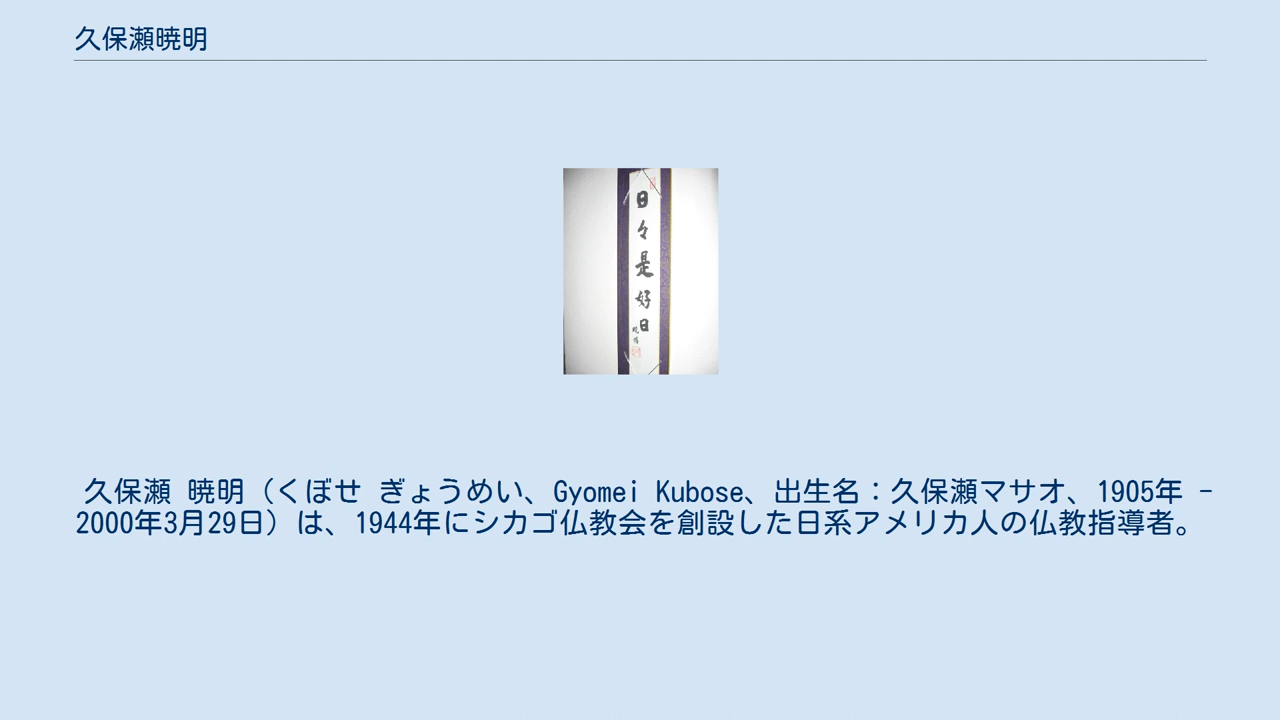 久保瀬暁明
日々是好日
久保瀬 暁明（くぼせ ぎょうめい、Gyomei Kubose、出生名：久保瀬マサオ、1905年 -
2000年3月29日）は、1944年にシカゴ仏教会を創設した日系アメリカ人の仏教指導者。